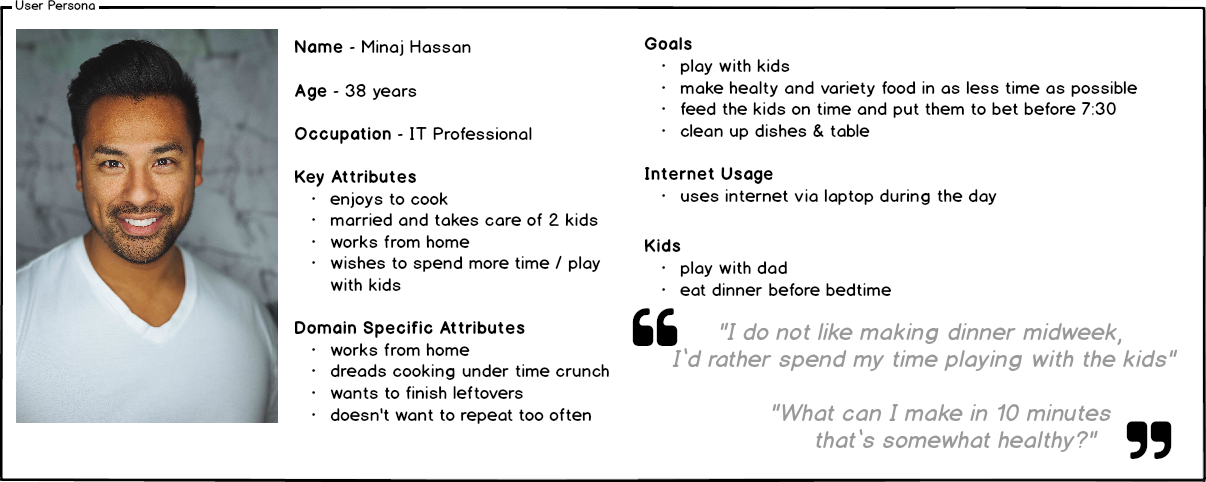 User Persona
Name - Minaj Hassan
Age - 38 years
Occupation - IT Professional
Key Attributes
· enjoys to cook
· married and takes care of 2 kids
· works from home
· wishes to spend more time / play
with kids
Domain Specific Attributes
· works from home
· dreads cooking under time crunch
· wants to finish leftovers
· doesn't want to repeat too often
Goals
· play with kids
· make healty and variety food in as less time as possible
· feed the kids on time and put them to bet before 7:30
· clean up dishes & table
Internet Usage
· uses internet via laptop during the day
Kids
· play with dad
· eat dinner before bedtime
"I do not like making dinner midweek,
I`d rather spend my time playing with the kids"
"What can I make in 10 minutes
that`s somewhat healthy?"